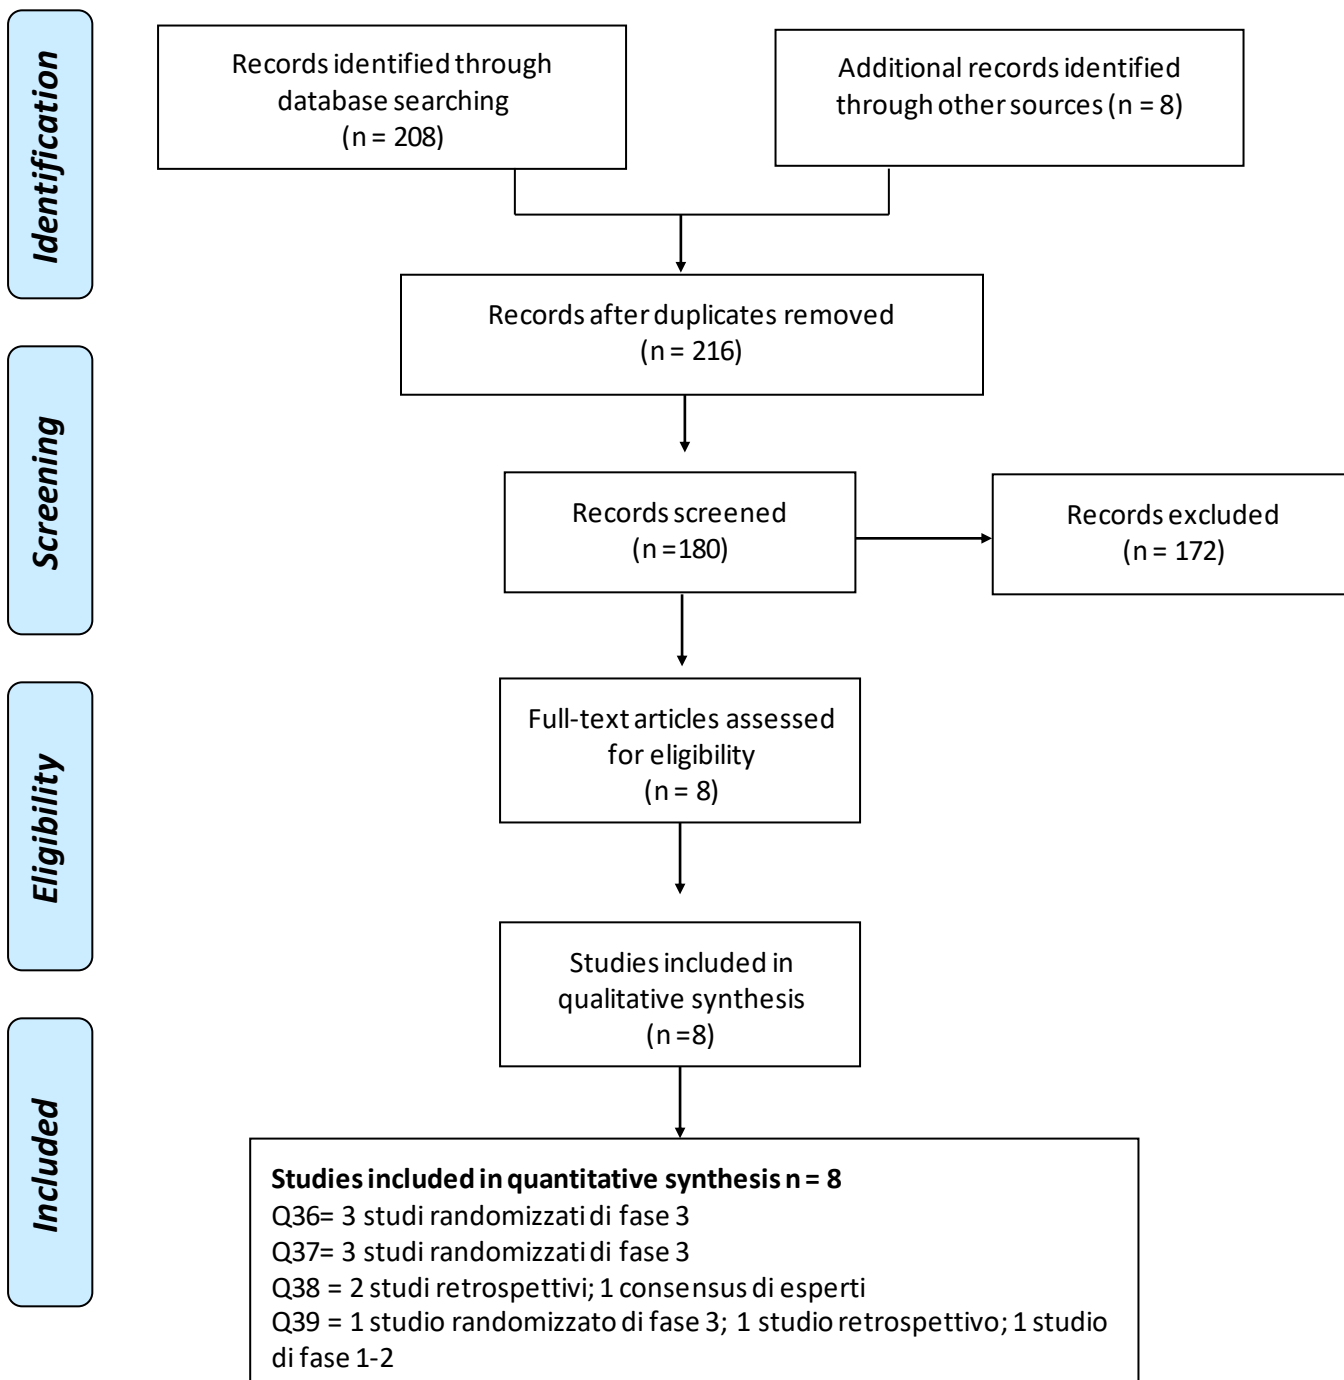 Identification
Records identified through
database searching
(n = 208)
Additional records identified
through other sources (n = 8)
Records after duplicates removed
(n = 216)
Screening
Records screened
(n =180)
Records excluded
(n = 172)
Eligibility
Full-text articles assessed
for eligibility
(n = 8)
Studies included in
qualitative synthesis
(n =8)
Included
Studies included in quantitative synthesis n = 8
Q36= 3 studi randomizzati di fase 3
Q37= 3 studi randomizzati di fase 3
Q38 = 2 studi retrospettivi; 1 consensus di esperti
Q39 = 1 studio randomizzato di fase 3; 1 studio retrospettivo; 1 studio
di fase 1-2